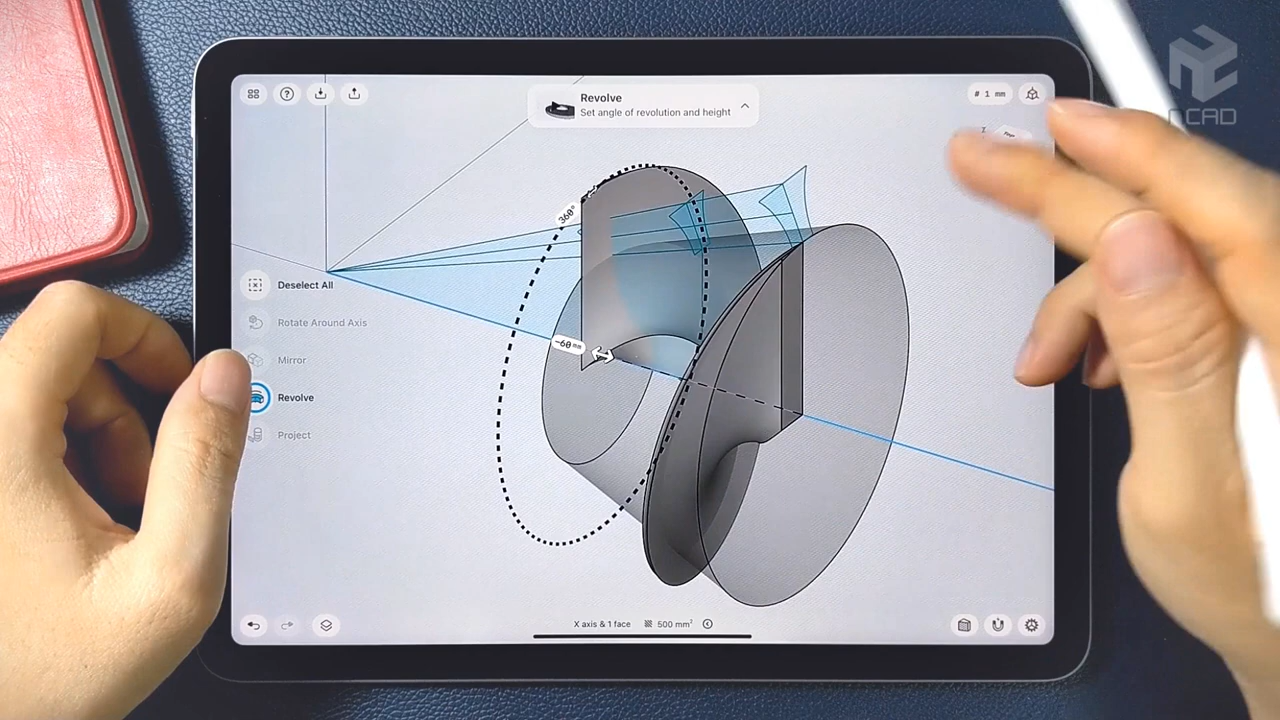 Revolve
Set angle of revolution and height
# 1 mm
NCAD
360°
Deselect All
Rotate Around Axis
-60 mm
Mirror
Revolve
Project
X axis & 1 face 500 mm²